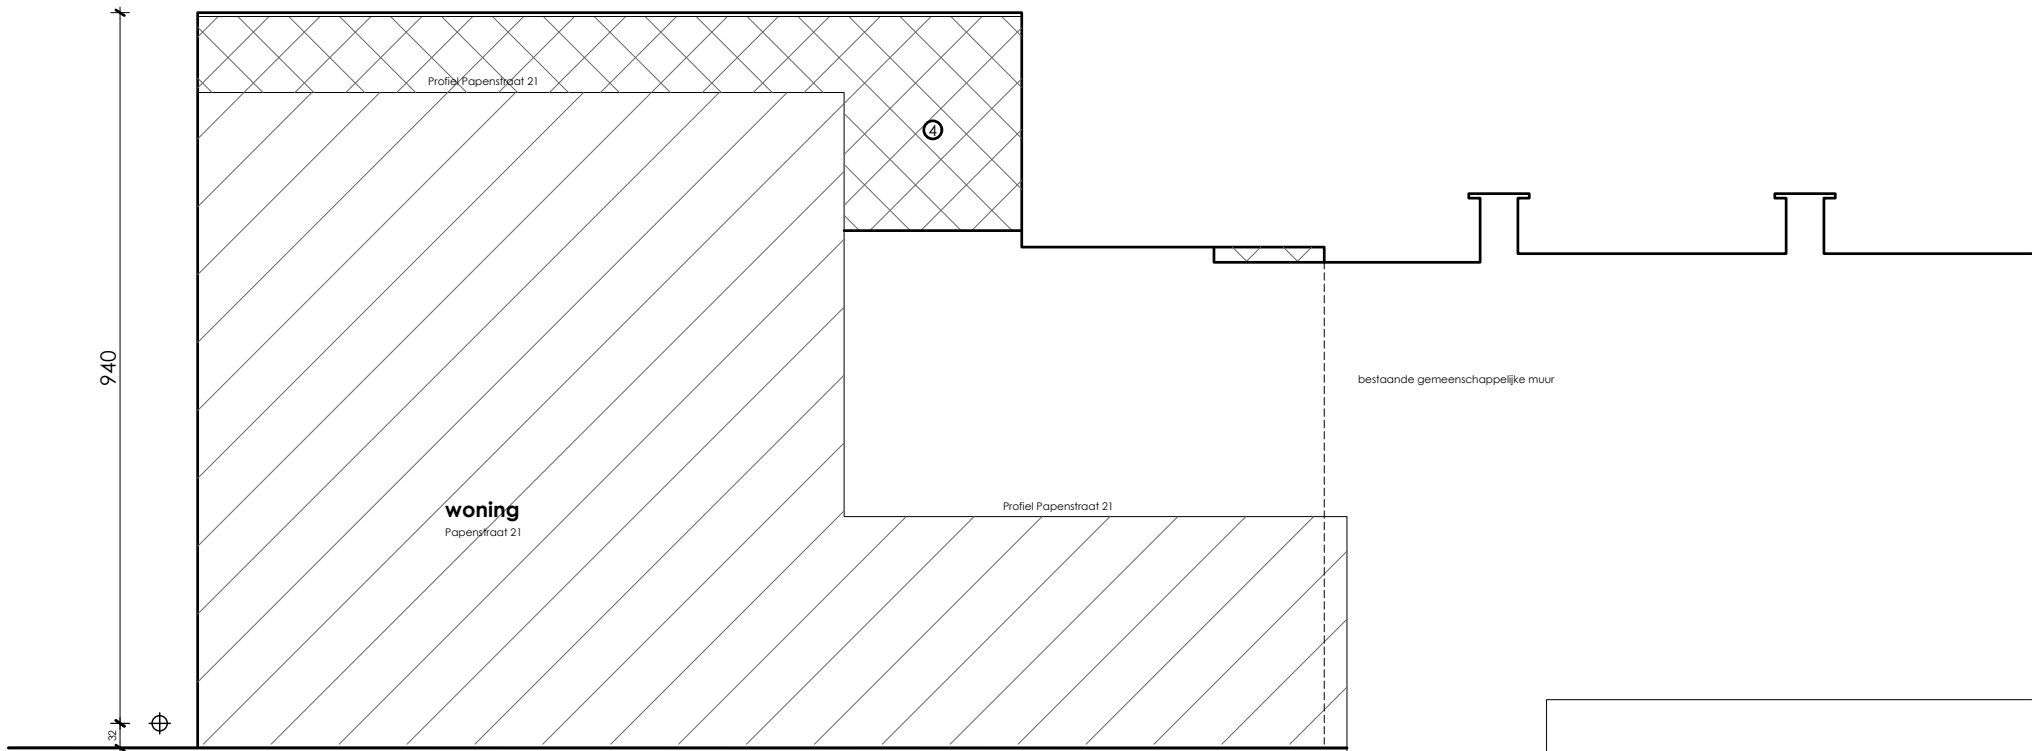 Profiel Papenstraat 21
4
940
bestaande gemeenschappelijke muur
woning
Papenstraat 21
Profiel Papenstraat 21
32